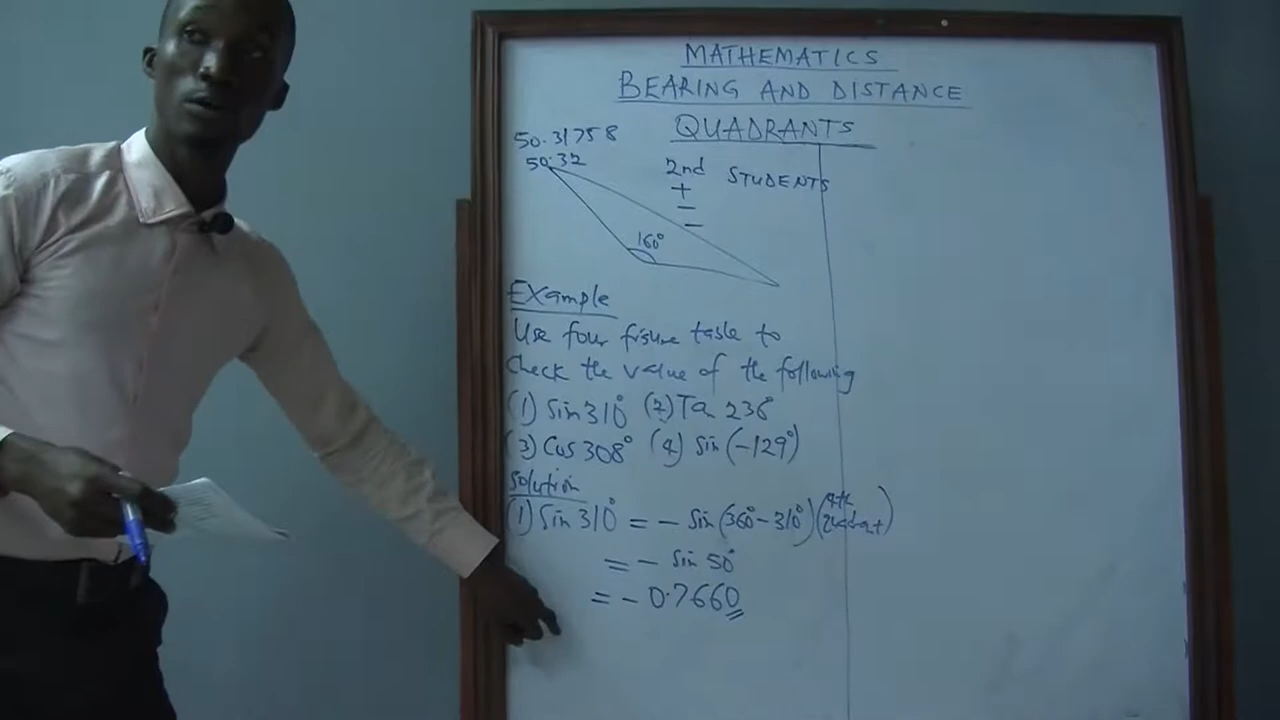 MATHEMATICS
BEARING AND DISTANCE
QUADRANTS
50.31758
50.32
2nd STUDENTS
+
-
-
160°
Example
Use four figure table to
Check the value of the following
(1) Sin 310° (2) Tan 236°
(3) Cos 308° (4) Sin (-129°)
Solution
(1) Sin 310° = - Sin (360° - 310°) (4th Quadrat)
= - Sin 50°
= - 0.7660